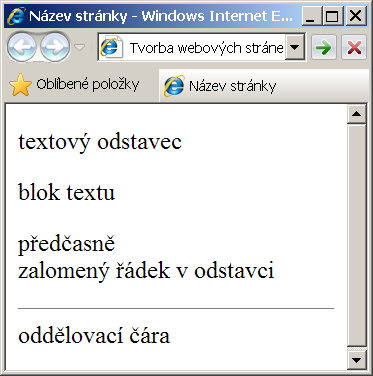 Název stránky - Windows Internet E...
Tvorba webových stráne
Oblíbené položky
Název stránky
textový odstavec
blok textu
předčasně
zalomený řádek v odstavci
oddělovací čára